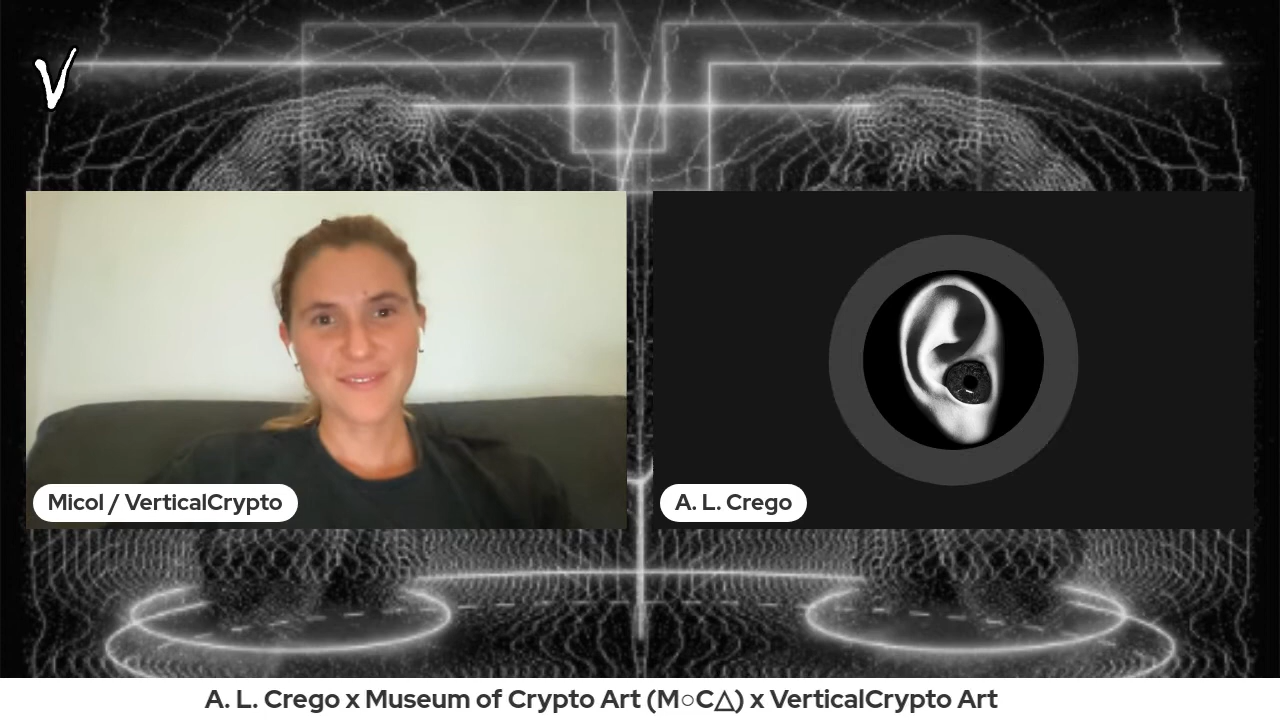 V
Micol / VerticalCrypto
A. L. Crego
A. L. Crego x Museum of Crypto Art (M○C△) x VerticalCrypto Art